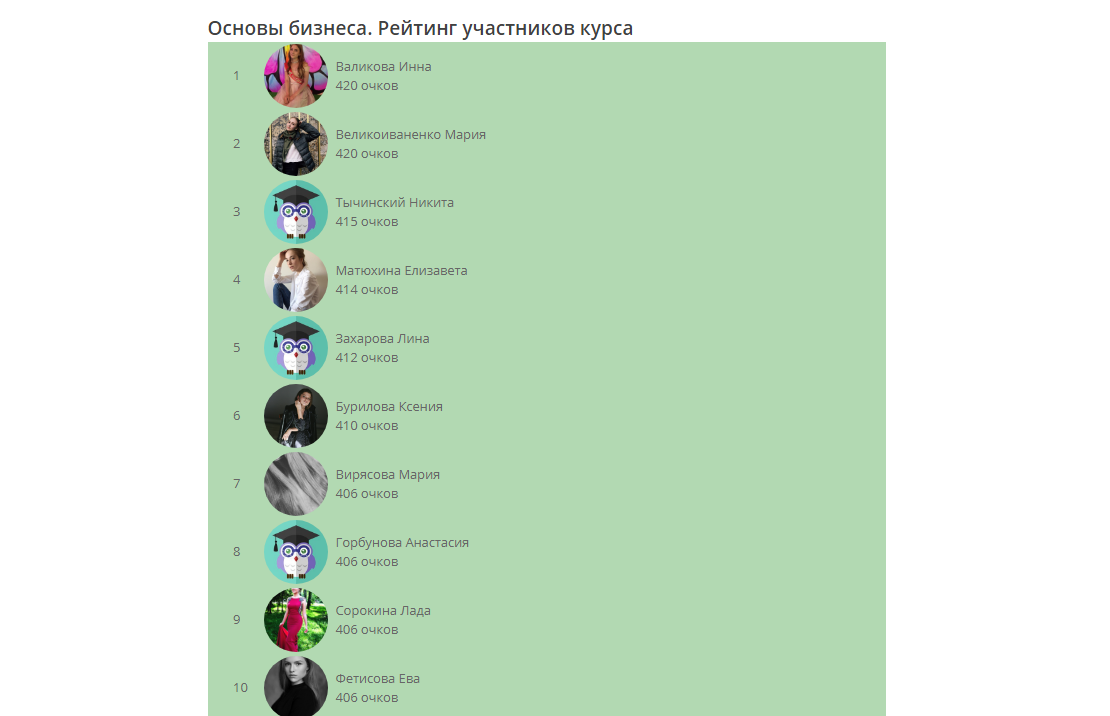 Основы бизнеса. Рейтинг участников курса
1
Валикова Инна
420 очков
2
Великоиваненко Мария
420 очков
3
Тычинский Никита
415 очков
4
Матюхина Елизавета
414 очков
5
Захарова Лина
412 очков
6
Бурилова Ксения
410 очков
7
Вирясова Мария
406 очков
8
Горбунова Анастасия
406 очков
9
Сорокина Лада
406 очков
10
Фетисова Ева
406 очков